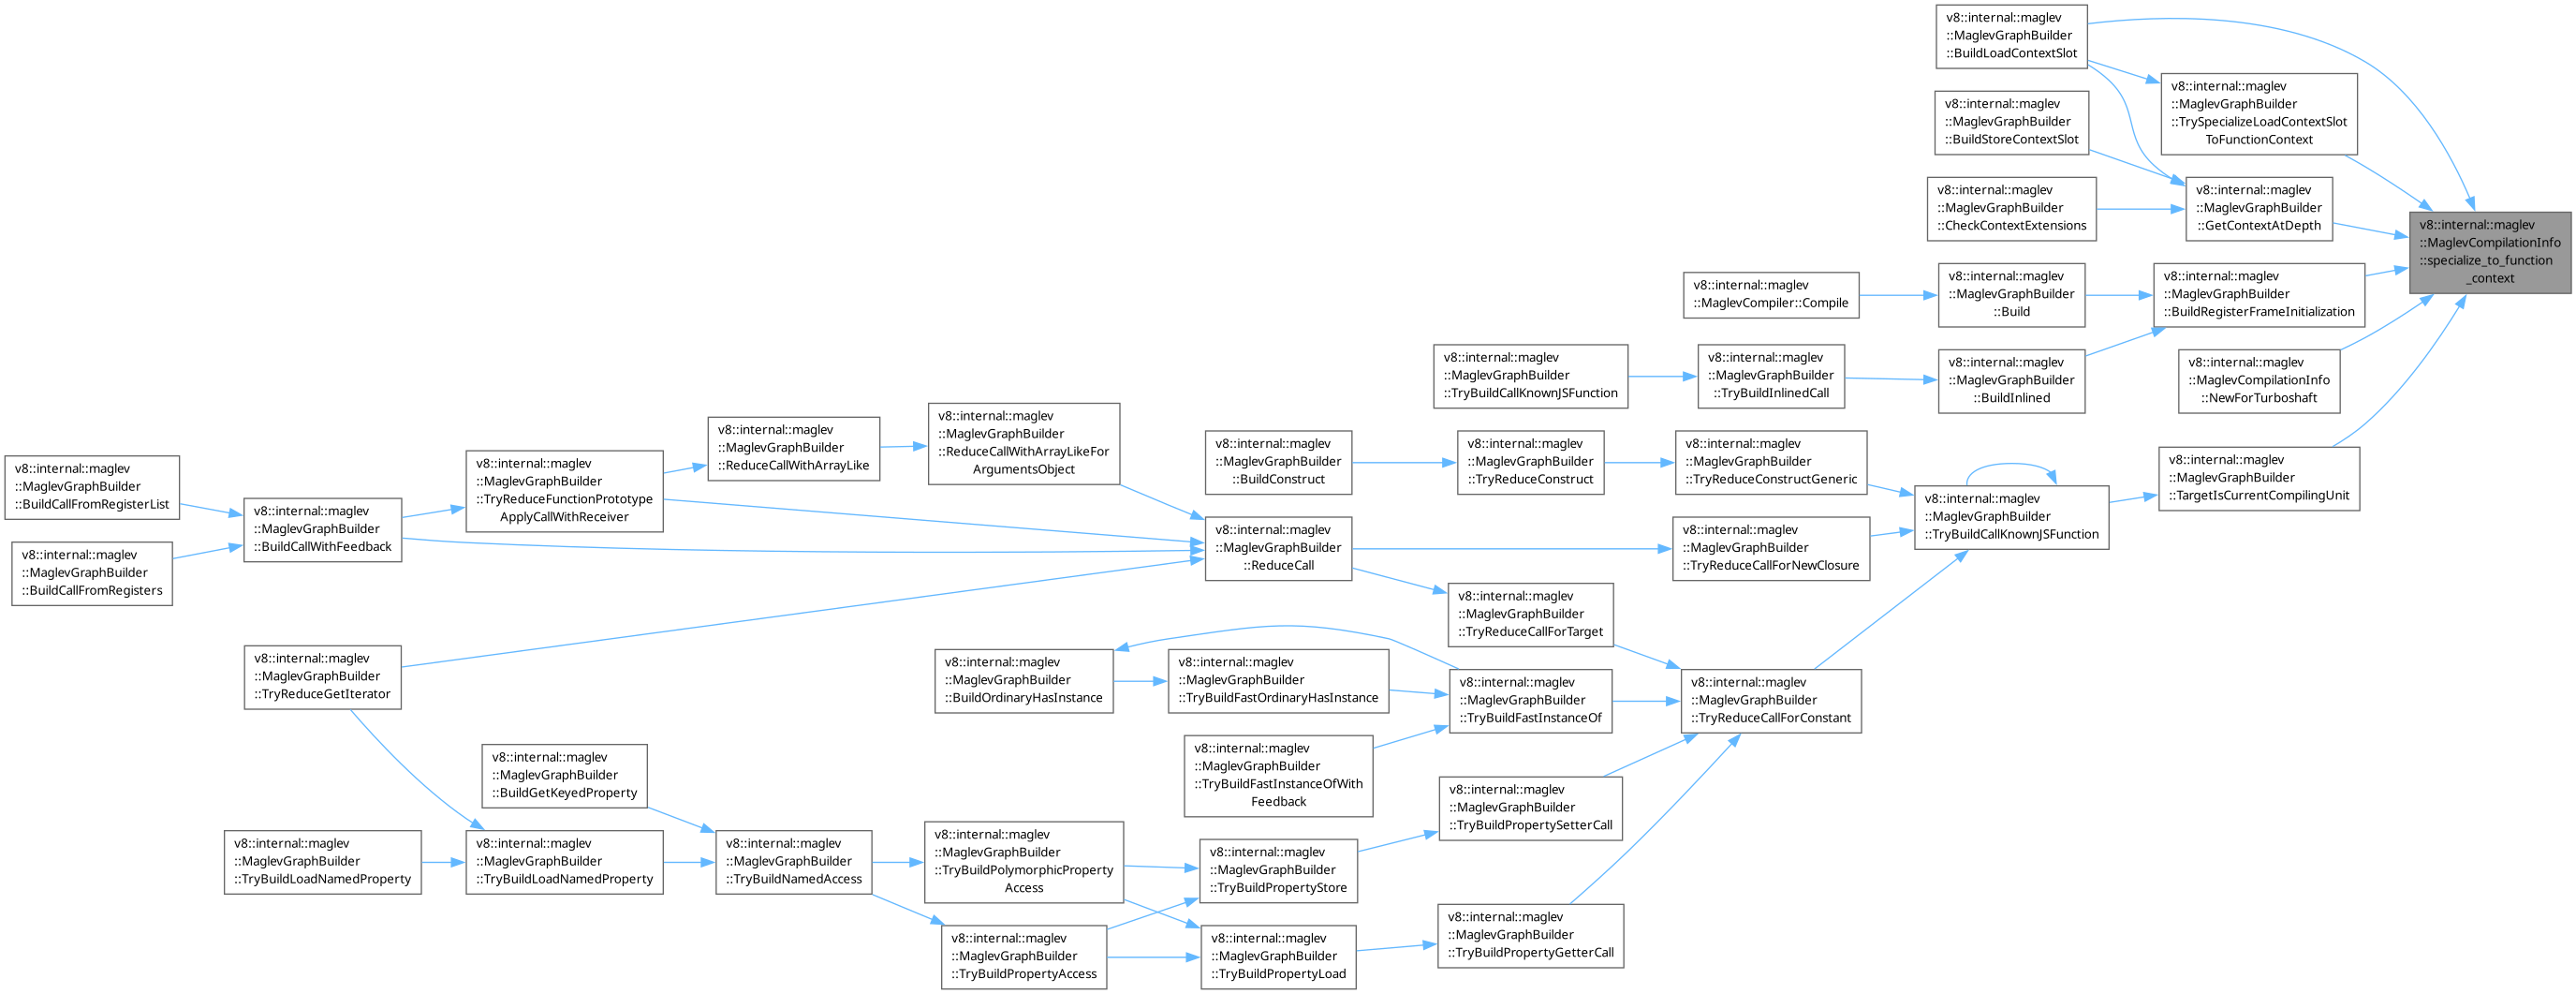 v8::internal::maglev
::MaglevGraphBuilder
::BuildLoadContextSlot
v8::internal::maglev
::MaglevGraphBuilder
::TrySpecializeLoadContextSlot
ToFunctionContext
v8::internal::maglev
::MaglevGraphBuilder
::BuildStoreContextSlot
v8::internal::maglev
::MaglevGraphBuilder
::CheckContextExtensions
v8::internal::maglev
::MaglevGraphBuilder
::GetContextAtDepth
v8::internal::maglev
::MaglevCompilationInfo
::specialize_to_function
_context
v8::internal::maglev
::MaglevCompiler::Compile
v8::internal::maglev
::MaglevGraphBuilder
::Build
v8::internal::maglev
::MaglevGraphBuilder
::BuildRegisterFrameInitialization
v8::internal::maglev
::MaglevGraphBuilder
::TryBuildCallKnownJSFunction
v8::internal::maglev
::MaglevGraphBuilder
::TryBuildInlinedCall
v8::internal::maglev
::MaglevGraphBuilder
::BuildInlined
v8::internal::maglev
::MaglevCompilationInfo
::NewForTurboshaft
v8::internal::maglev
::MaglevGraphBuilder
::BuildCallFromRegisterList
v8::internal::maglev
::MaglevGraphBuilder
::BuildCallFromRegisters
v8::internal::maglev
::MaglevGraphBuilder
::BuildCallWithFeedback
v8::internal::maglev
::MaglevGraphBuilder
::TryReduceFunctionPrototype
ApplyCallWithReceiver
v8::internal::maglev
::MaglevGraphBuilder
::ReduceCallWithArrayLike
v8::internal::maglev
::MaglevGraphBuilder
::ReduceCallWithArrayLikeFor
ArgumentsObject
v8::internal::maglev
::MaglevGraphBuilder
::BuildConstruct
v8::internal::maglev
::MaglevGraphBuilder
::TryReduceConstruct
v8::internal::maglev
::MaglevGraphBuilder
::TryReduceConstructGeneric
v8::internal::maglev
::MaglevGraphBuilder
::TryBuildCallKnownJSFunction
v8::internal::maglev
::MaglevGraphBuilder
::TargetIsCurrentCompilingUnit
v8::internal::maglev
::MaglevGraphBuilder
::ReduceCall
v8::internal::maglev
::MaglevGraphBuilder
::TryReduceCallForNewClosure
v8::internal::maglev
::MaglevGraphBuilder
::TryReduceCallForTarget
v8::internal::maglev
::MaglevGraphBuilder
::TryReduceGetIterator
v8::internal::maglev
::MaglevGraphBuilder
::BuildOrdinaryHasInstance
v8::internal::maglev
::MaglevGraphBuilder
::TryBuildFastOrdinaryHasInstance
v8::internal::maglev
::MaglevGraphBuilder
::TryBuildFastInstanceOf
v8::internal::maglev
::MaglevGraphBuilder
::TryReduceCallForConstant
v8::internal::maglev
::MaglevGraphBuilder
::TryBuildFastInstanceOfWith
Feedback
v8::internal::maglev
::MaglevGraphBuilder
::BuildGetKeyedProperty
v8::internal::maglev
::MaglevGraphBuilder
::TryBuildPropertySetterCall
v8::internal::maglev
::MaglevGraphBuilder
::TryBuildLoadNamedProperty
v8::internal::maglev
::MaglevGraphBuilder
::TryBuildLoadNamedProperty
v8::internal::maglev
::MaglevGraphBuilder
::TryBuildNamedAccess
v8::internal::maglev
::MaglevGraphBuilder
::TryBuildPolymorphicProperty
Access
v8::internal::maglev
::MaglevGraphBuilder
::TryBuildPropertyStore
v8::internal::maglev
::MaglevGraphBuilder
::TryBuildPropertyAccess
v8::internal::maglev
::MaglevGraphBuilder
::TryBuildPropertyLoad
v8::internal::maglev
::MaglevGraphBuilder
::TryBuildPropertyGetterCall